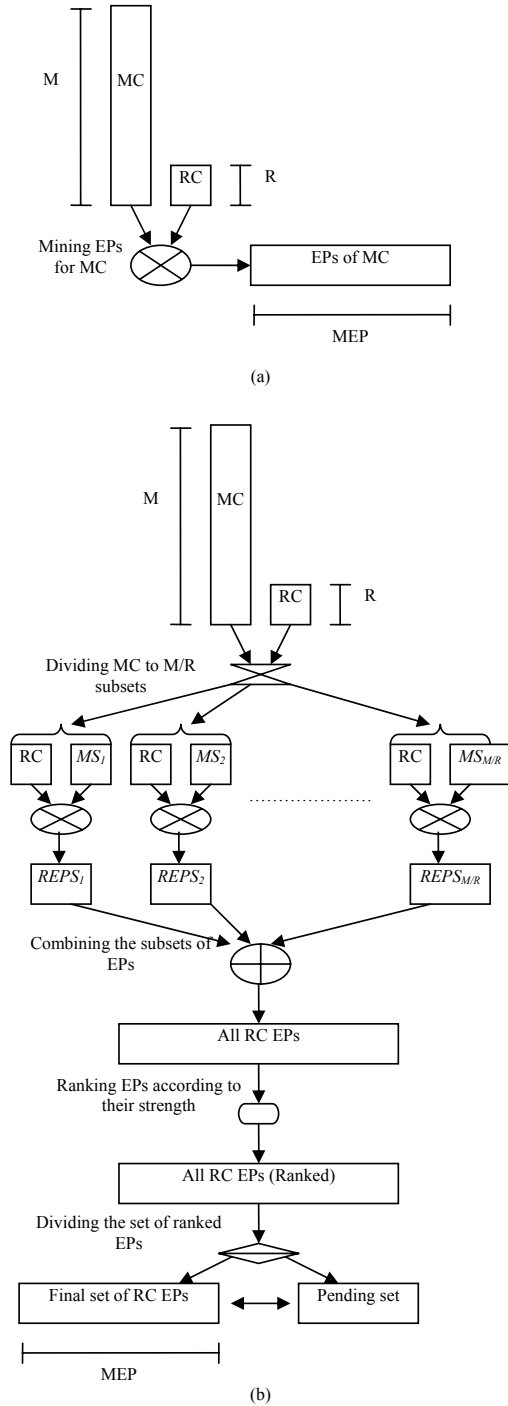 M
MC
RC
R
Mining EPs
for MC
EPs of MC
MEP
(a)
M
MC
RC
R
Dividing MC to M/R
subsets
RC
MS1
RC
MS2
RC
MSM/R
....................
REPS1
REPS2
REPSM/R
Combining the subsets of
EPs
All RC EPs
Ranking EPs according to
their strength
All RC EPs (Ranked)
Dividing the set of ranked
EPs
Final set of RC EPs
Pending set
MEP
(b)